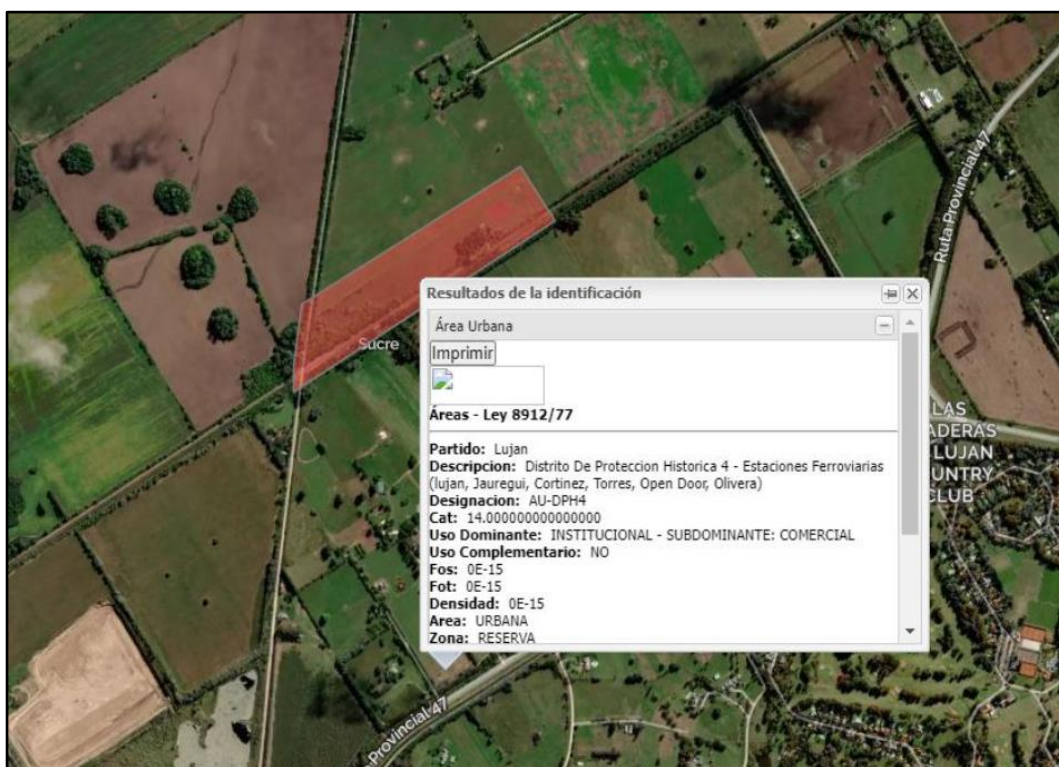 Ruta Provincial 47
Sucre
Resultados de la identificación
Área Urbana
Imprimir
Áreas - Ley 8912/77
Partido: Lujan
Descripcion: Distrito De Proteccion Historica 4 - Estaciones Ferroviarias
(lujan, Jauregui, Cortinez, Torres, Open Door, Olivera)
Designacion: AU-DPH4
Cat: 14.000000000000000
Uso Dominante: INSTITUCIONAL - SUBDOMINANTE: COMERCIAL
Uso Complementario: NO
Fos: 0E-15
Fot: 0E-15
Densidad: 0E-15
Area: URBANA
Zona: RESERVA
LAS
ADERAS
LUJAN
UNTRY
CLUB
Provincial 47